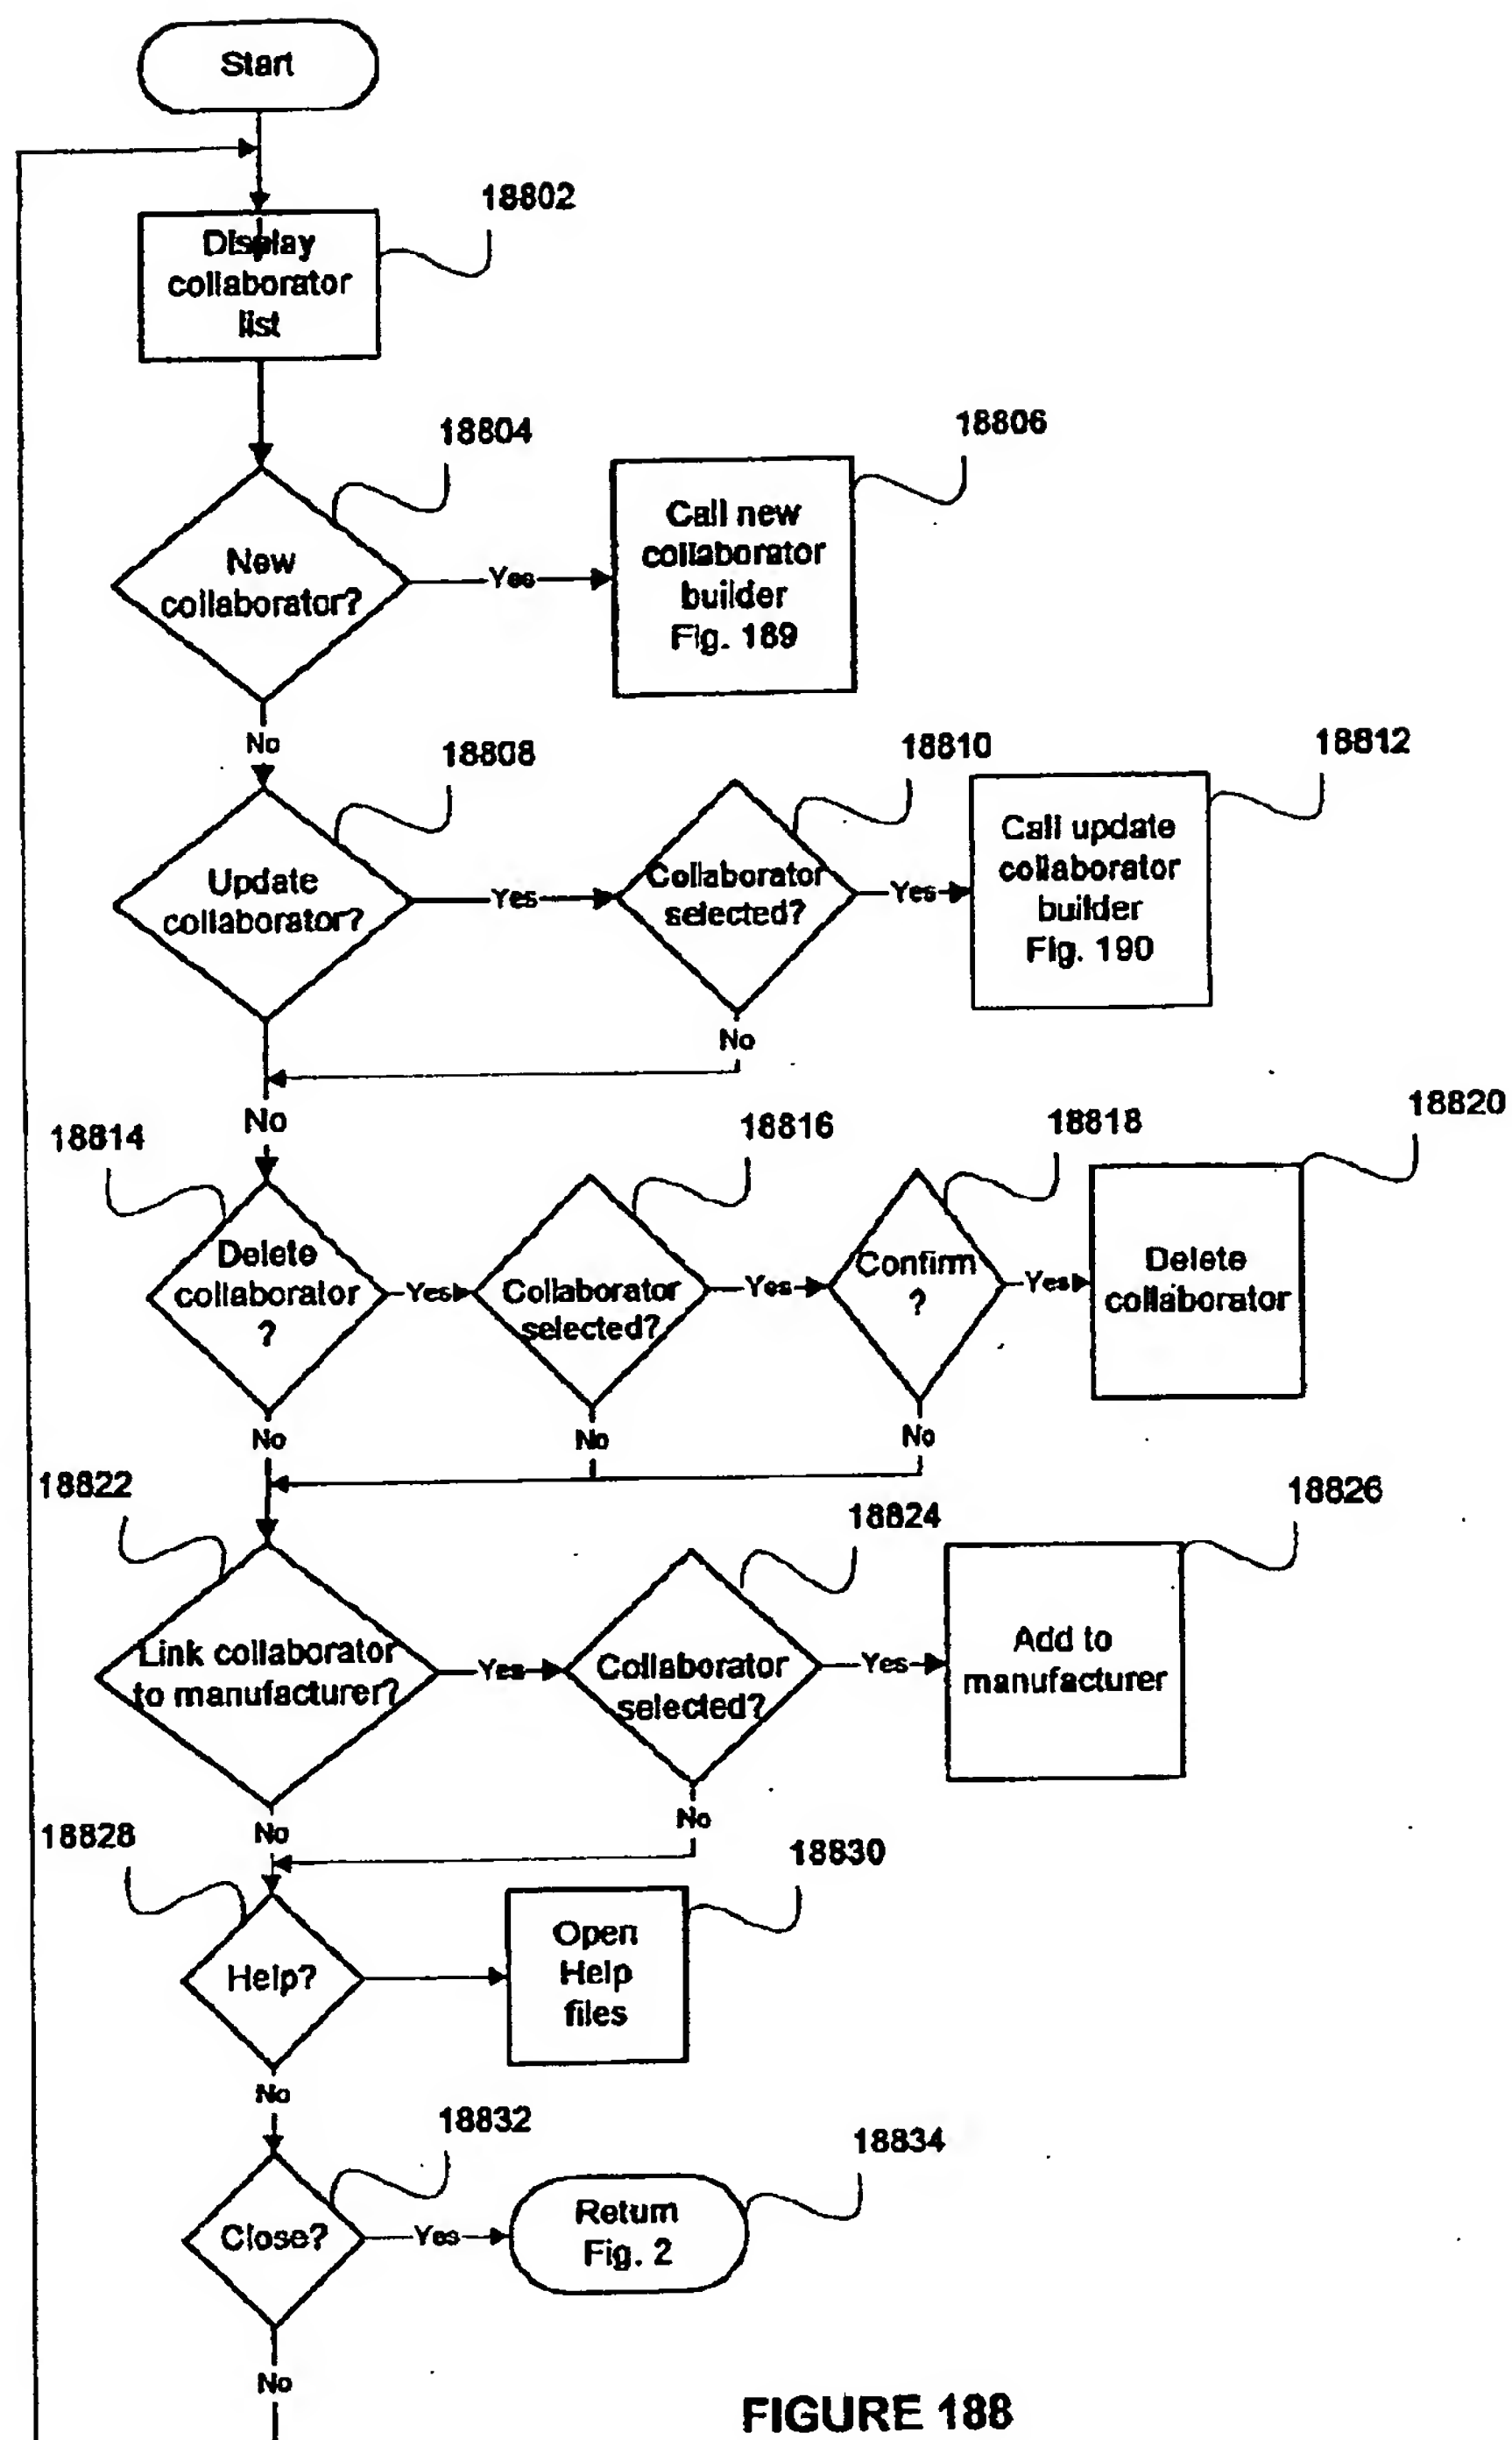 Start
18802
Display
collaborator
list
18804
18806
New
collaborator?
Yes
Call new
collaborator
builder
Fig. 189
No
18808
18810
18812
Update
collaborator?
Yes
Collaborator
selected?
Yes
Call update
collaborator
builder
Fig. 190
No
No
18814
18816
18818
18820
Delete
collaborator
?
Yes
Collaborator
selected?
Yes
Confirm
?
Yes
Delete
collaborator
No
No
No
18822
18824
18826
Link collaborator
to manufacturer?
Yes
Collaborator
selected?
Yes
Add to
manufacturer
No
No
18828
18830
Help?
Open
Help
files
No
18832
18834
Close?
Yes
Return
Fig. 2
No
FIGURE 188